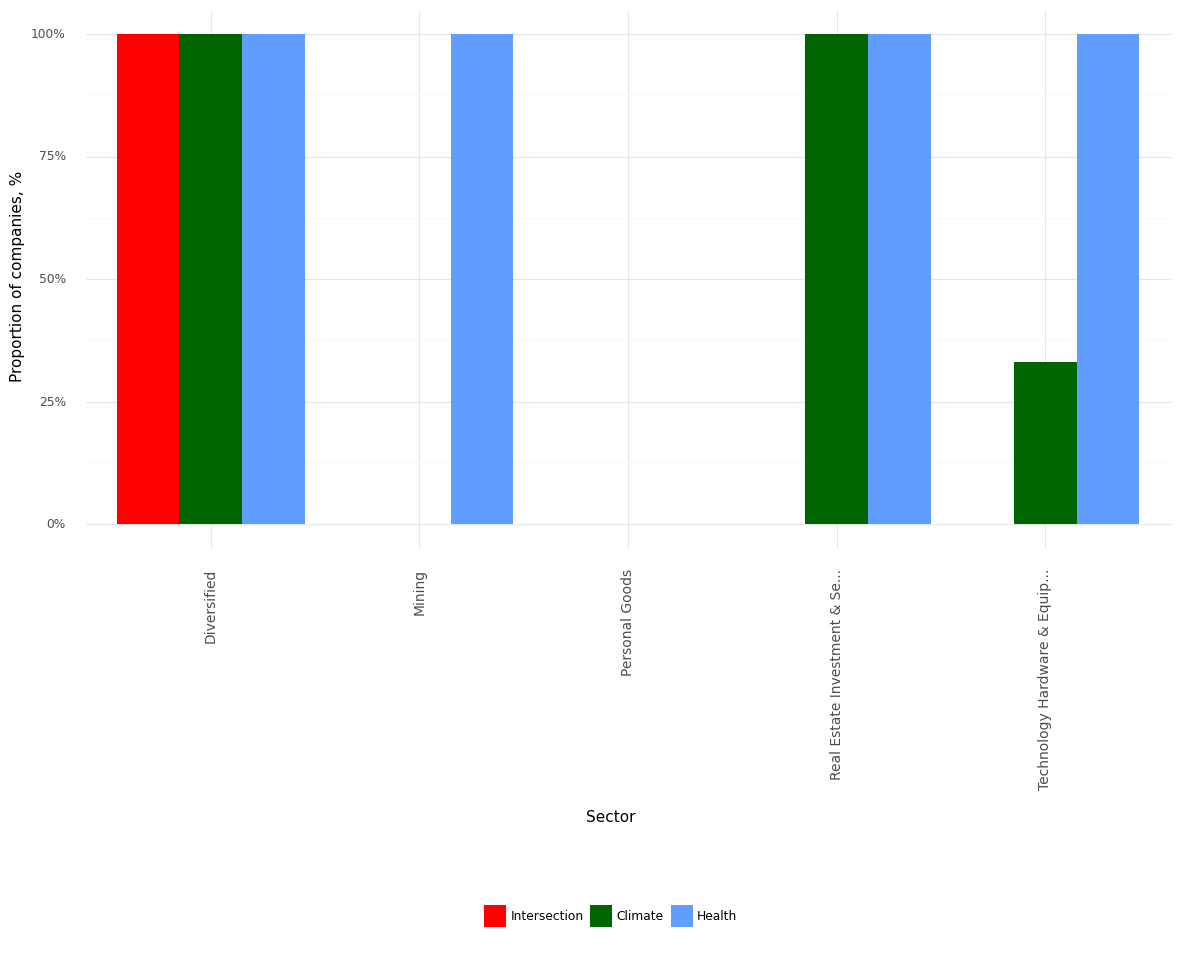 Proportion of companies, %
100%
75%
50%
25%
0%
Diversified
Mining
Personal Goods
Real Estate Investment & Se...
Technology Hardware & Equip...
Sector
Intersection
Climate
Health